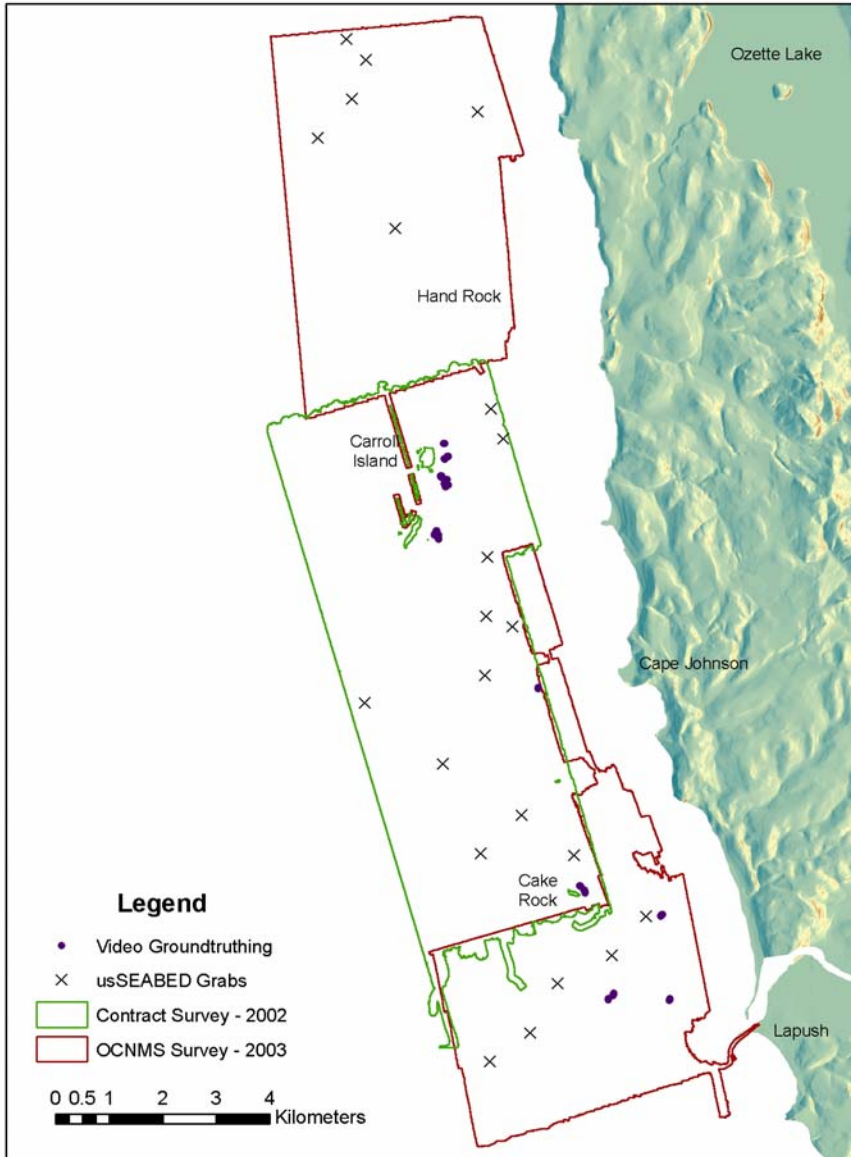 Ozette Lake
Hand Rock
Carroll
Island
Cape Johnson
Cake
Rock
Lapush
Legend
Video Groundtruthing
usSEABED Grabs
Contract Survey - 2002
OCNMS Survey - 2003
0 0.5 1 2 3 4
Kilometers